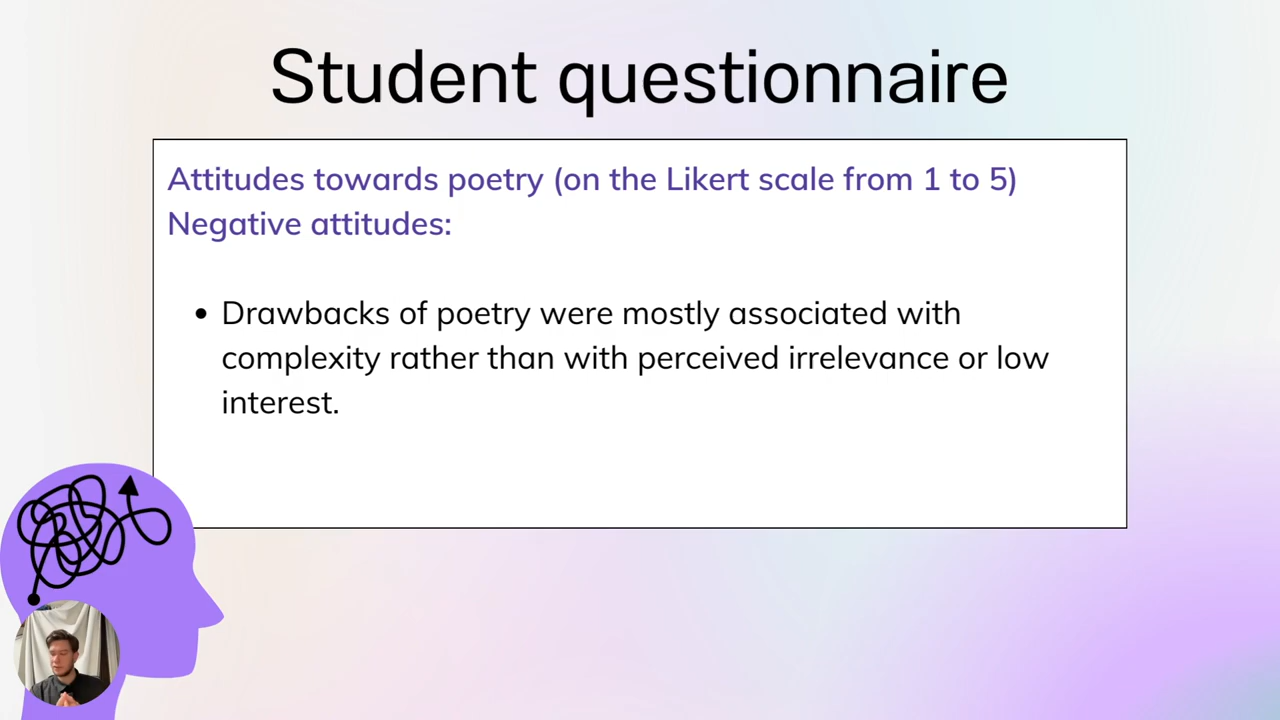 Student questionnaire
Attitudes towards poetry (on the Likert scale from 1 to 5)
Negative attitudes:
• Drawbacks of poetry were mostly associated with
complexity rather than with perceived irrelevance or low
interest.